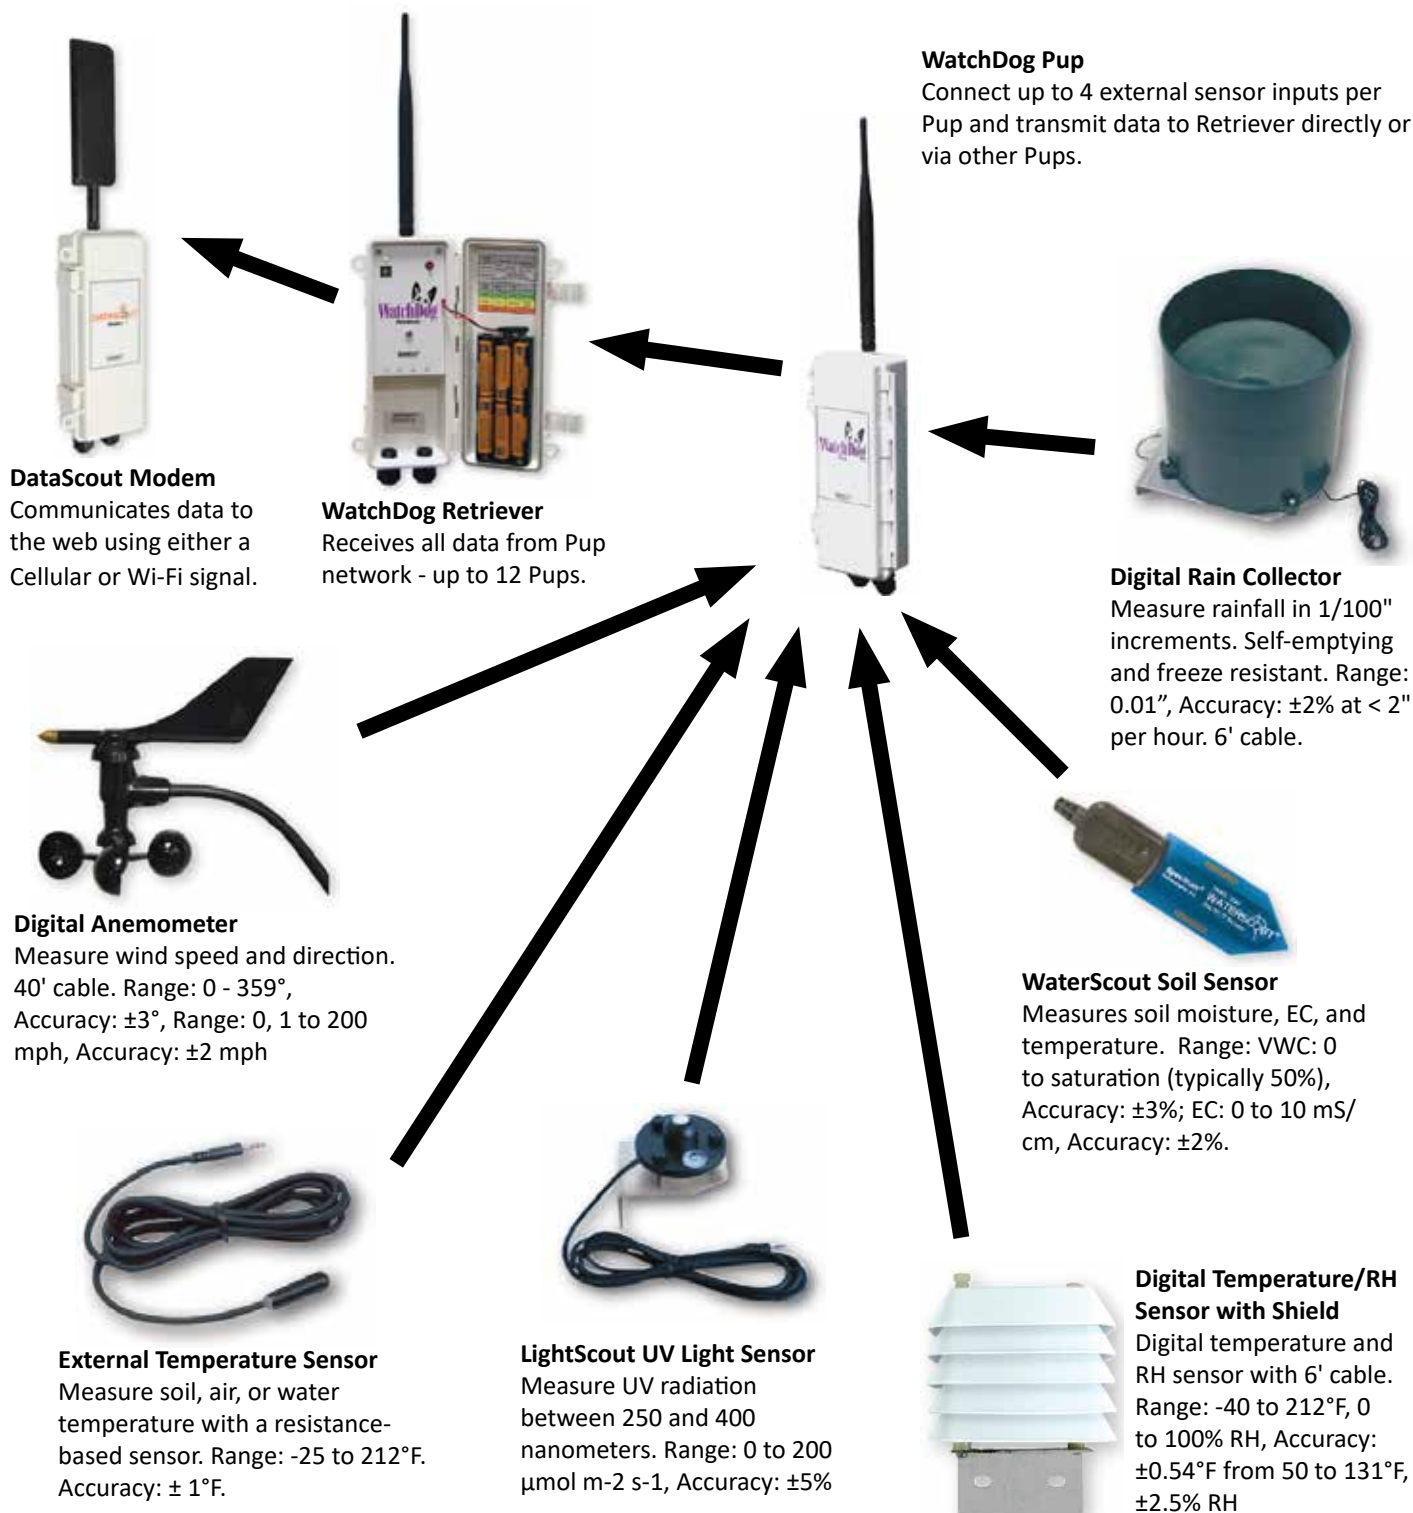 WatchDog Pup
Connect up to 4 external sensor inputs per
Pup and transmit data to Retriever directly or
via other Pups.
WatchDog
WatchDog
DataScout Modem
Communicates data to
the web using either a
Cellular or Wi-Fi signal.
WatchDog Retriever
Receives all data from Pup
network - up to 12 Pups.
Digital Rain Collector
Measure rainfall in 1/100"
increments. Self-emptying
and freeze resistant. Range:
0.01”, Accuracy: ±2% at < 2"
per hour. 6' cable.
Digital Anemometer
Measure wind speed and direction.
40' cable. Range: 0 - 359°,
Accuracy: ±3°, Range: 0, 1 to 200
mph, Accuracy: ±2 mph
WATERSCOUT
WaterScout Soil Sensor
Measures soil moisture, EC, and
temperature.  Range: VWC: 0
to saturation (typically 50%),
Accuracy: ±3%; EC: 0 to 10 mS/
cm, Accuracy: ±2%.
External Temperature Sensor
Measure soil, air, or water
temperature with a resistance-
based sensor. Range: -25 to 212°F.
Accuracy: ± 1°F.
LightScout UV Light Sensor
Measure UV radiation
between 250 and 400
nanometers. Range: 0 to 200
µmol m-2 s-1, Accuracy: ±5%
Digital Temperature/RH
Sensor with Shield
Digital temperature and
RH sensor with 6' cable.
Range: -40 to 212°F, 0
to 100% RH, Accuracy:
±0.54°F from 50 to 131°F,
±2.5% RH